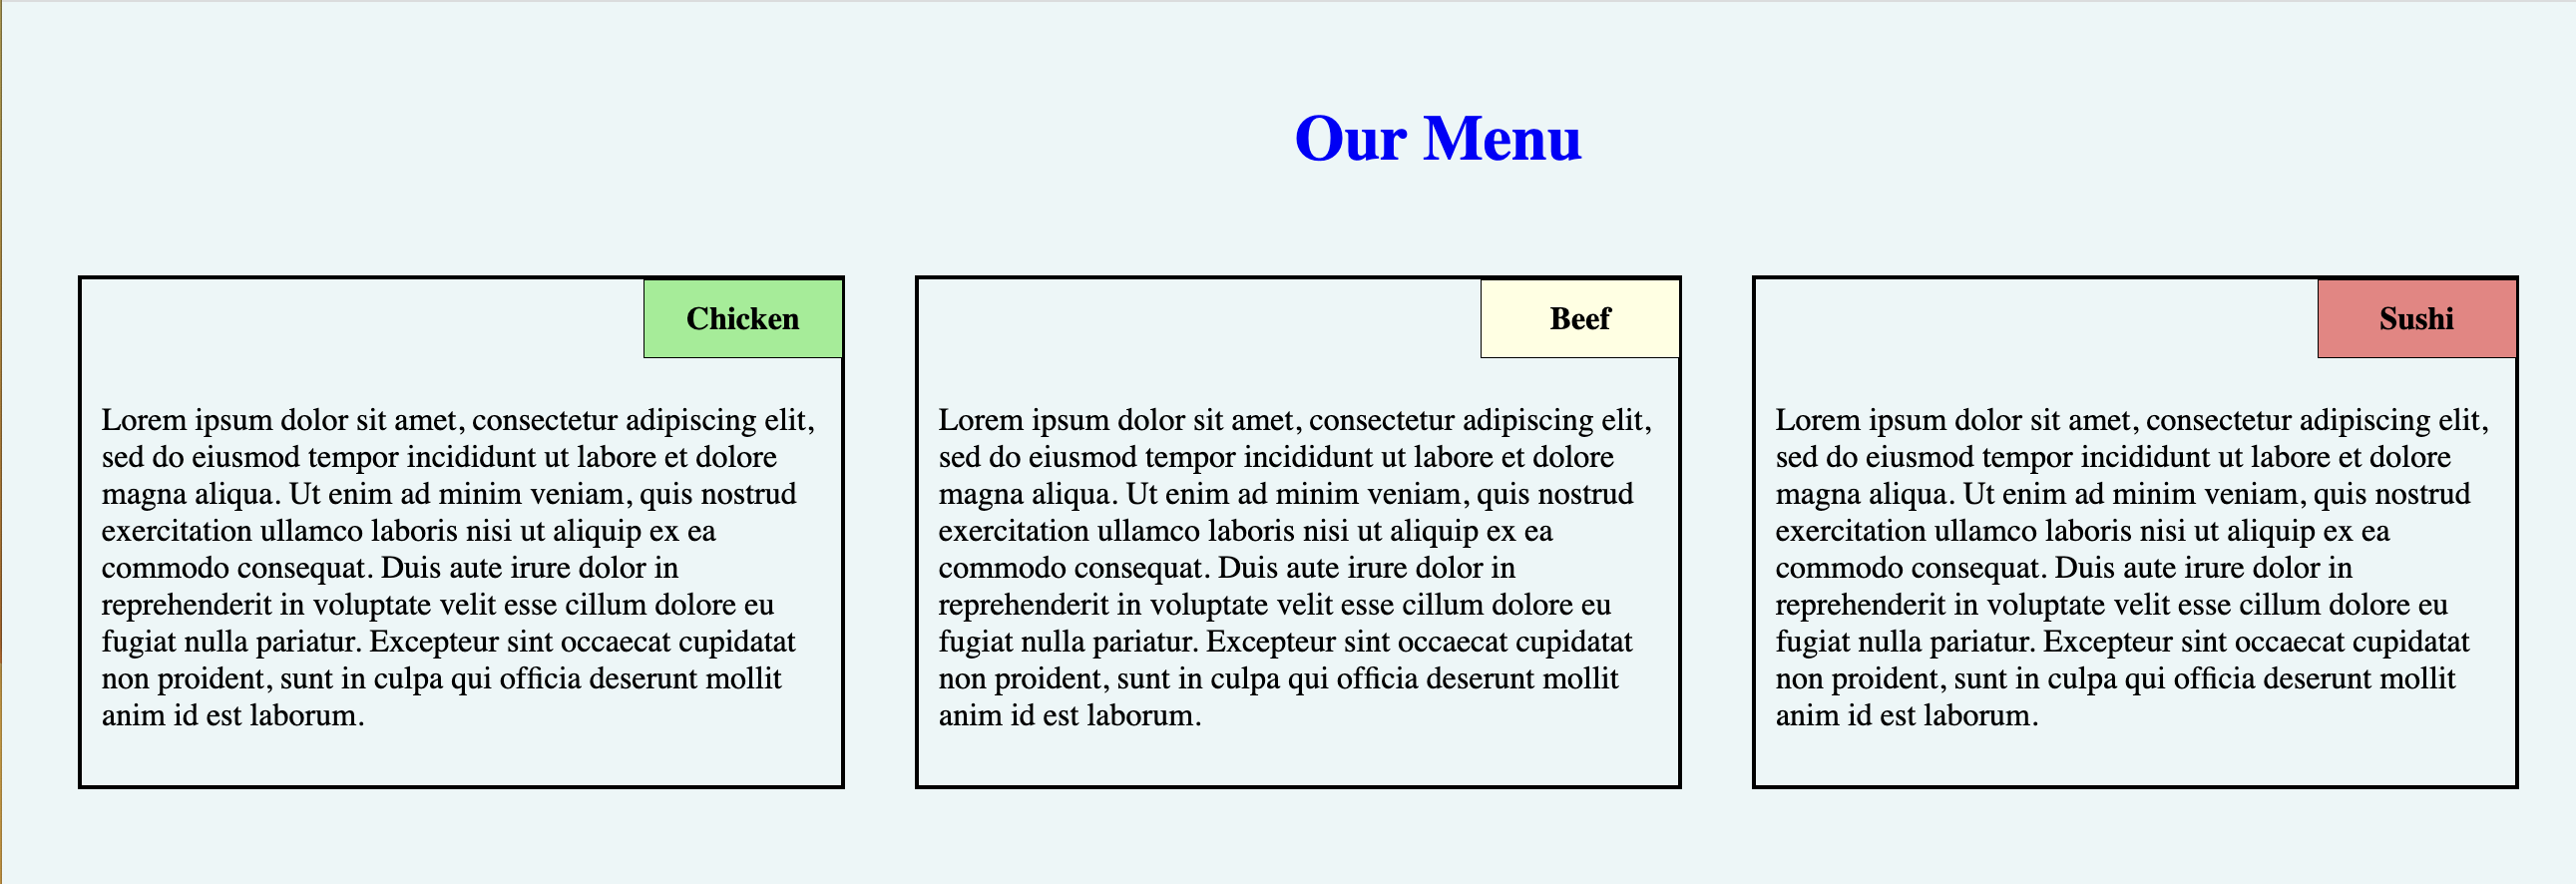 Our Menu
Chicken
Lorem ipsum dolor sit amet, consectetur adipiscing elit,
sed do eiusmod tempor incididunt ut labore et dolore
magna aliqua. Ut enim ad minim veniam, quis nostrud
exercitation ullamco laboris nisi ut aliquip ex ea
commodo consequat. Duis aute irure dolor in
reprehenderit in voluptate velit esse cillum dolore eu
fugiat nulla pariatur. Excepteur sint occaecat cupidatat
non proident, sunt in culpa qui officia deserunt mollit
anim id est laborum.
Beef
Lorem ipsum dolor sit amet, consectetur adipiscing elit,
sed do eiusmod tempor incididunt ut labore et dolore
magna aliqua. Ut enim ad minim veniam, quis nostrud
exercitation ullamco laboris nisi ut aliquip ex ea
commodo consequat. Duis aute irure dolor in
reprehenderit in voluptate velit esse cillum dolore eu
fugiat nulla pariatur. Excepteur sint occaecat cupidatat
non proident, sunt in culpa qui officia deserunt mollit
anim id est laborum.
Sushi
Lorem ipsum dolor sit amet, consectetur adipiscing elit,
sed do eiusmod tempor incididunt ut labore et dolore
magna aliqua. Ut enim ad minim veniam, quis nostrud
exercitation ullamco laboris nisi ut aliquip ex ea
commodo consequat. Duis aute irure dolor in
reprehenderit in voluptate velit esse cillum dolore eu
fugiat nulla pariatur. Excepteur sint occaecat cupidatat
non proident, sunt in culpa qui officia deserunt mollit
anim id est laborum.